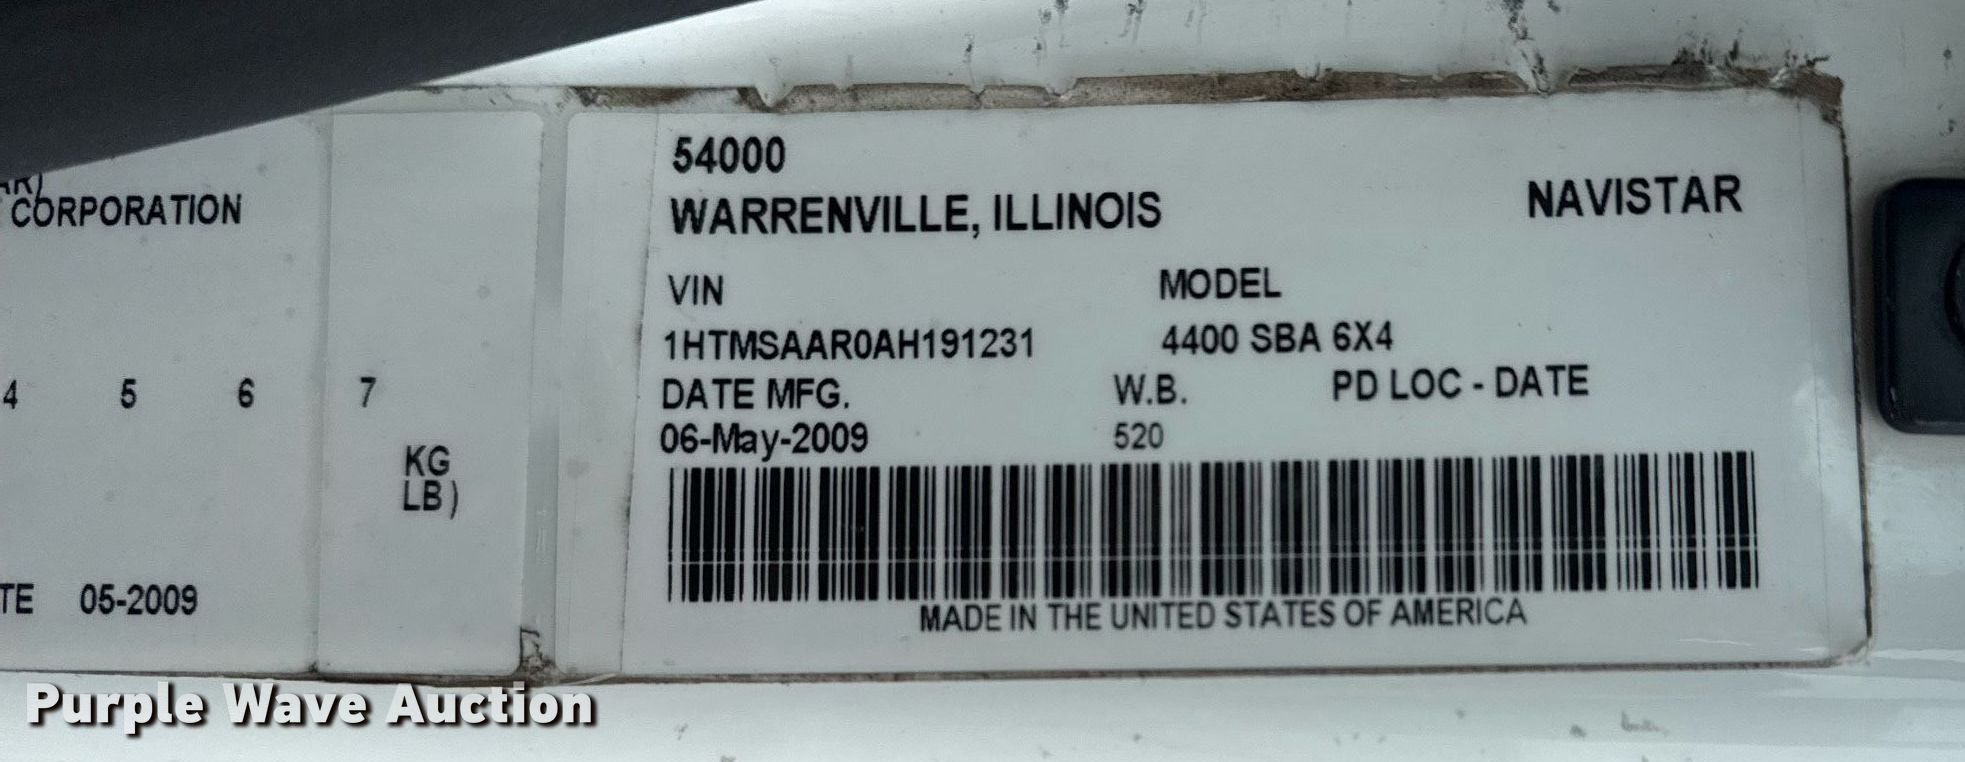 CORPORATION
4 5 6 7
KG
LB)
TE 05-2009
54000
WARRENVILLE, ILLINOIS
NAVISTAR
VIN MODEL
1HTMSAAR0AH191231 4400 SBA 6X4
DATE MFG. W.B. PD LOC - DATE
06-May-2009 520
MADE IN THE UNITED STATES OF AMERICA
Purple Wave Auction